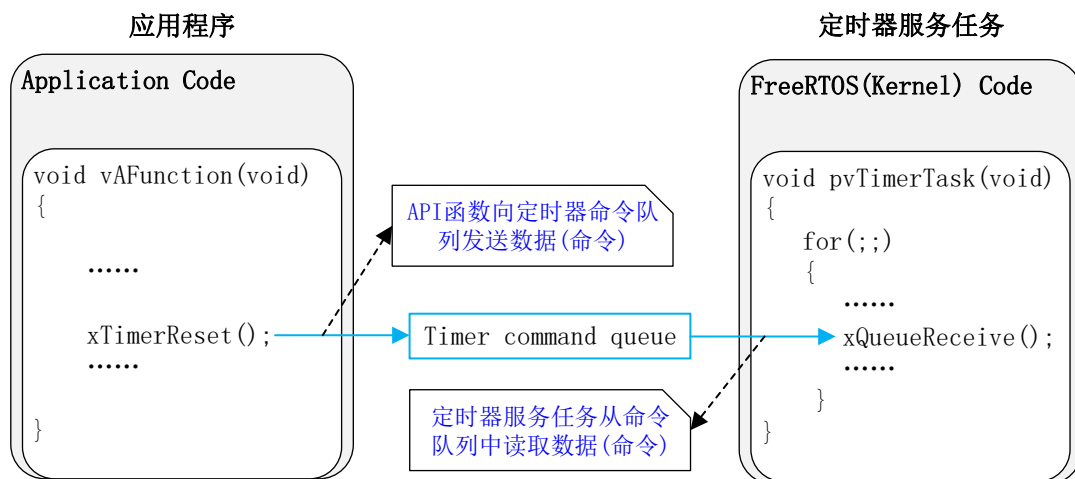 应用程序
Application Code
void vAFunction(void)
{
......
xTimerReset();
......
}
API函数向定时器命令队
列发送数据(命令)
Timer command queue
定时器服务任务从命令
队列中读取数据(命令)
定时器服务任务
FreeRTOS(Kernel) Code
void pvTimerTask(void)
{
for(;;)
{
......
xQueueReceive();
......
}
}